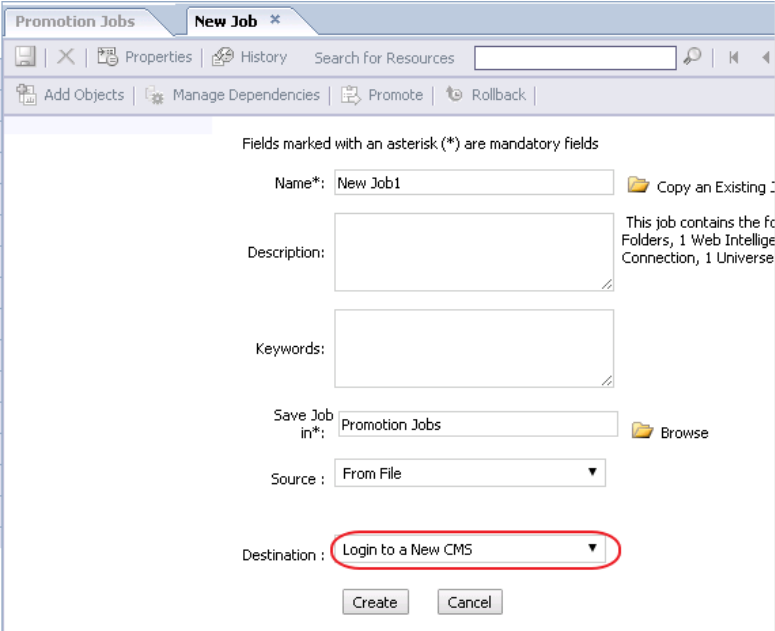 Promotion Jobs New Job ×
Properties History Search for Resources
Add Objects Manage Dependencies Promote Rollback
Fields marked with an asterisk (*) are mandatory fields
Name*: New Job1 Copy an Existing
Description:
This job contains the
Folders, 1 Web
Connection, 1 Universe
Keywords:
Save Job
in*: Promotion Jobs Browse
Source : From File
Destination : Login to a New CMS
Create Cancel